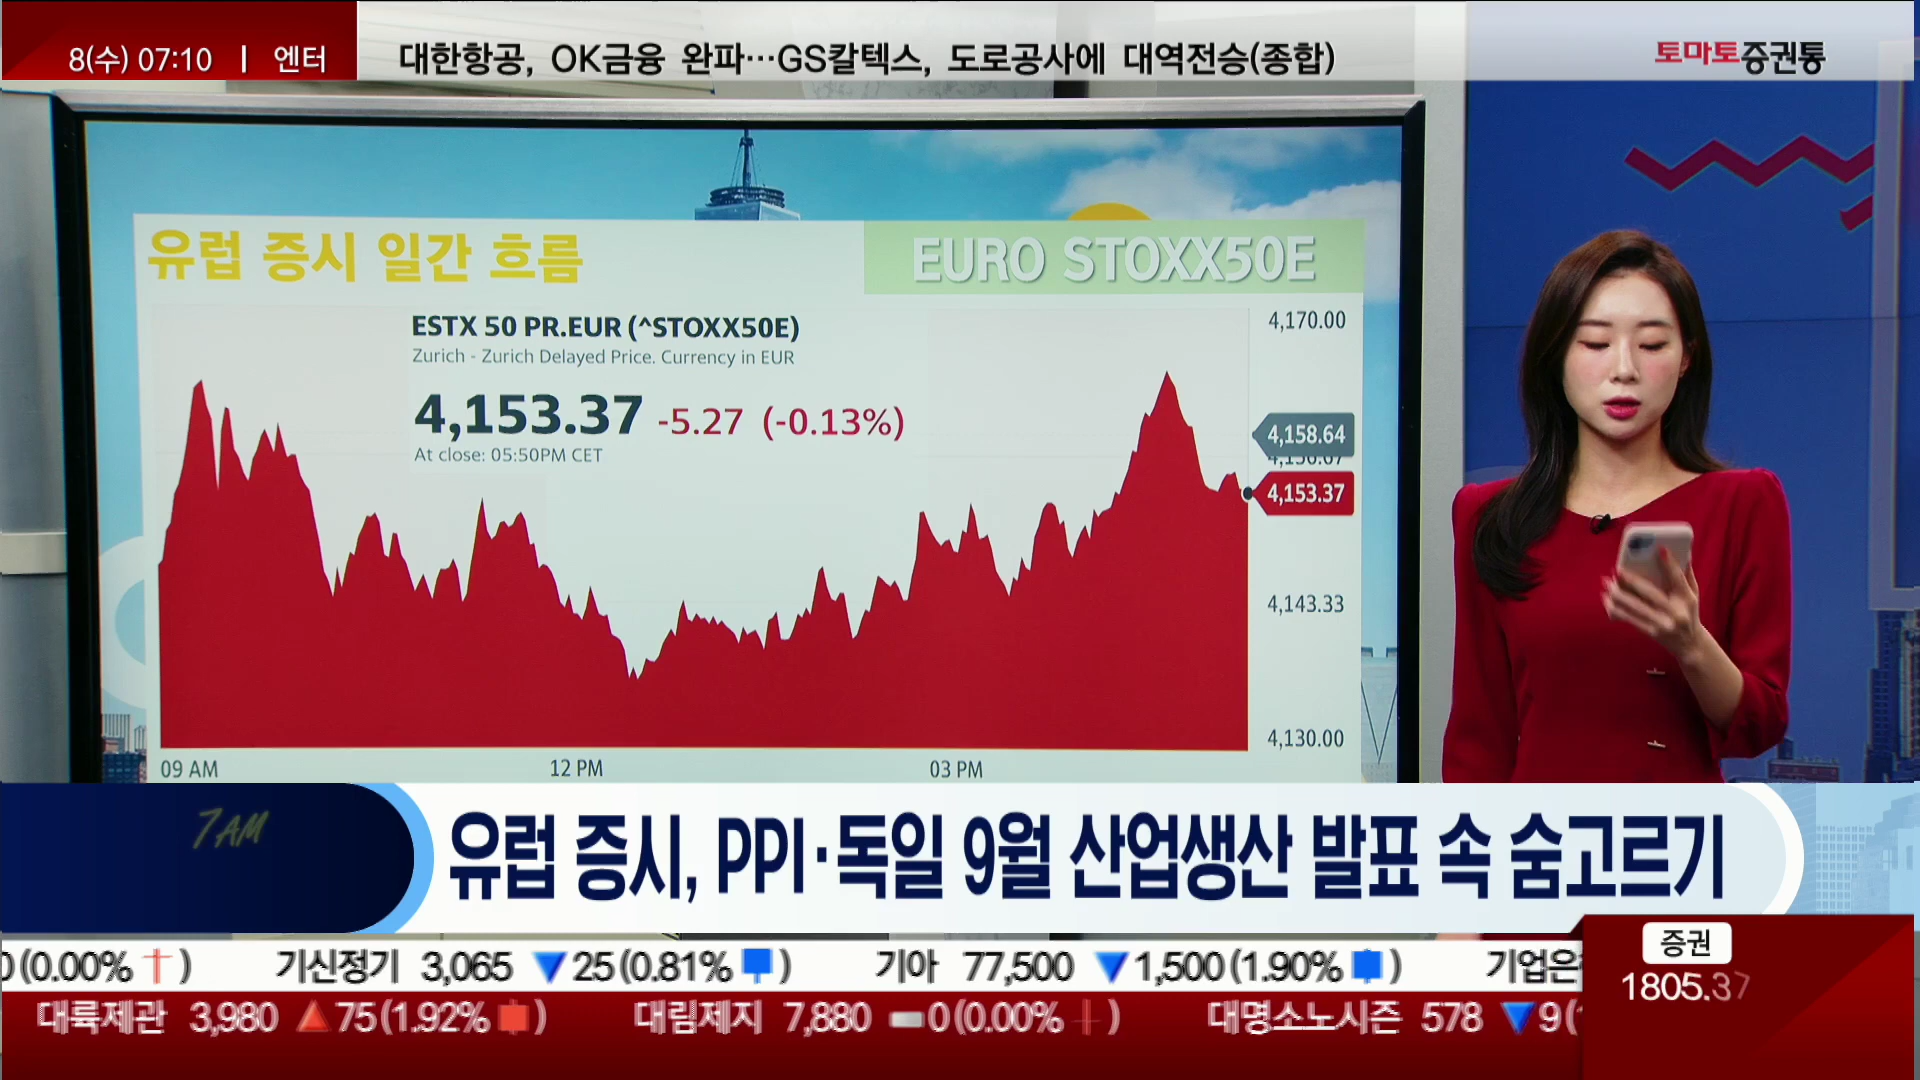 8(수) 07:10 | 엔터
대한항공, OK금융 완파…GS칼텍스, 도로공사에 대역전승(종합)
토마토증권통
유럽 증시 일간 흐름
EURO STOXX50E
ESTX 50 PR.EUR (^STOXX50E)
Zurich - Zurich Delayed Price. Currency in EUR
4,153.37 -5.27 (-0.13%)
At close: 05:50PM CET
4,170.00
4,158.64
4,153.37
4,143.33
4,130.00
09 AM 12 PM 03 PM
7AM
유럽 증시, PPI·독일 9월 산업생산 발표 속 숨고르기
0(0.00% ) 기신정기 3,065 ▼25(0.81% ) 기아 77,500 ▼1,500(1.90% ) 기업은
대륙제관 3,980 ▲75(1.92% ) 대림제지 7,880 0(0.00% ) 대명소노시즌 578 ▼9(
증권
1805.37